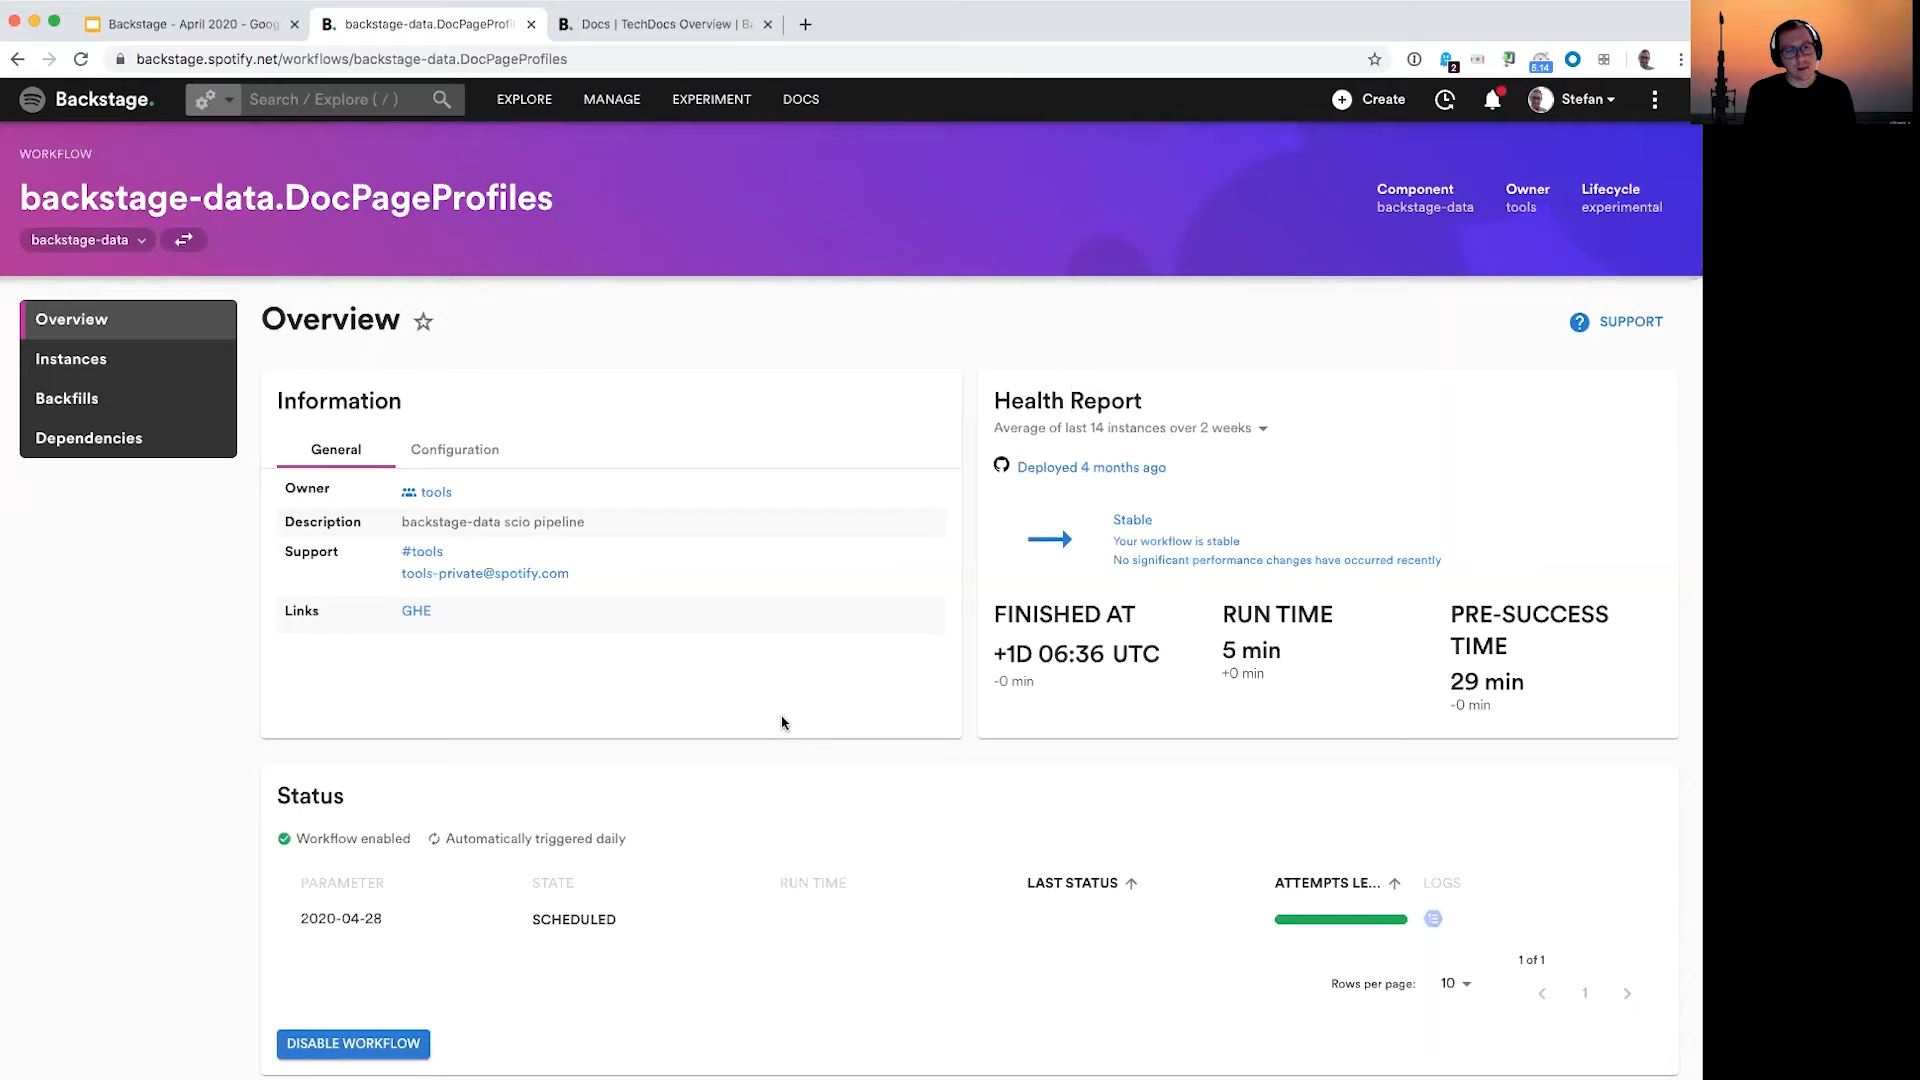 Backstage - April 2020 - Goog
B. backstage-data.DocPageProfil
B. Docs | TechDocs Overview | Ba
backstage.spotify.net/workflows/backstage-data.DocPageProfiles
2
5.14
Backstage.
Search / Explore ( / )
EXPLORE
MANAGE
EXPERIMENT
DOCS
Create
Stefan
WORKFLOW
backstage-data.DocPageProfiles
backstage-data
Component
backstage-data
Owner
tools
Lifecycle
experimental
Overview
Instances
Backfills
Dependencies
Overview
SUPPORT
Information
General
Configuration
Owner
tools
Description
backstage-data scio pipeline
Support
#tools
tools-private@spotify.com
Links
GHE
Health Report
Average of last 14 instances over 2 weeks
Deployed 4 months ago
Stable
Your workflow is stable
No significant performance changes have occurred recently
FINISHED AT
+1D 06:36 UTC
-0 min
RUN TIME
5 min
+0 min
PRE-SUCCESS
TIME
29 min
-0 min
Status
Workflow enabled
Automatically triggered daily
PARAMETER
STATE
RUN TIME
LAST STATUS
ATTEMPTS LE...
LOGS
2020-04-28
SCHEDULED
1 of 1
Rows per page:
10
1
DISABLE WORKFLOW